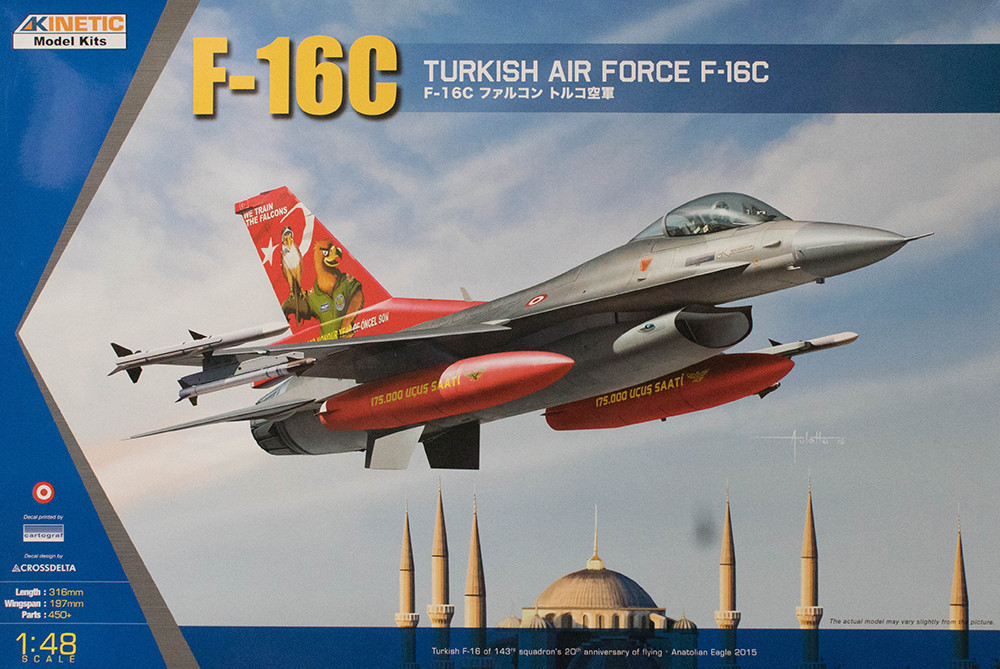 KINETIC
Model Kits
F-16C
TURKISH AIR FORCE F-16C
F-16C ファルコン トルコ空軍
WE TRAIN
THE FALCONS
OF ÖNCEL SON
175.000 UÇUŞ SAATİ
175.000 UÇUŞ SAATİ
Decal printed by
cartograf
Decal design by
CROSSDELTA
Length : 316mm
Wingspan : 197mm
Parts : 450+
1:48
SCALE
The actual model may vary slightly from the picture.
Turkish F-16 of 143rd squadron's 20th anniversary of flying - Anatolian Eagle 2015